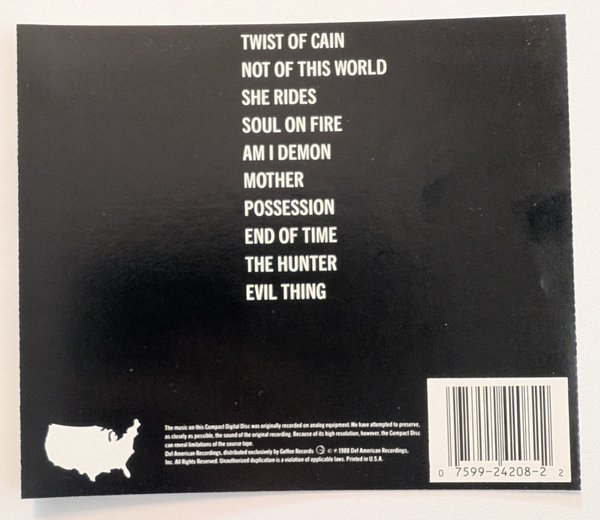 TWIST OF CAIN
NOT OF THIS WORLD
SHE RIDES
SOUL ON FIRE
AM I DEMON
MOTHER
POSSESSION
END OF TIME
THE HUNTER
EVIL THING
The music on this Compact Digital Disc was originally recorded on analog equipment. We have attempted to preserve,
as closely as possible, the sound of the original recording. Because of its high resolution, however, the Compact Disc
can reveal limitations of the source tape.
Def American Recordings, distributed exclusively by Geffen Records G © ℗ 1988 Def American Recordings,
Inc. All Rights Reserved. Unauthorized duplication is a violation of applicable laws. Printed in U.S.A.
0 7599-24208-2 2